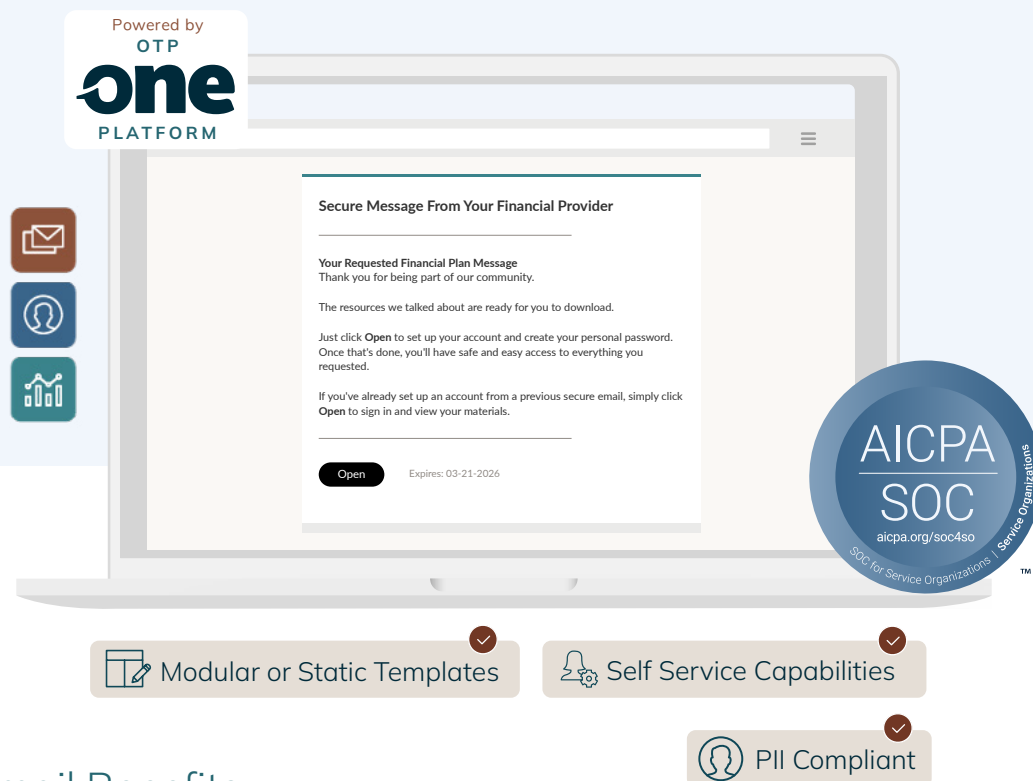 Powered by
OTP
one
PLATFORM
Secure Message From Your Financial Provider
Your Requested Financial Plan Message
Thank you for being part of our community.
The resources we talked about are ready for you to download.
Just click Open to set up your account and create your personal password.
Once that's done, you'll have safe and easy access to everything you
requested.
If you've already set up an account from a previous secure email, simply click
Open to sign in and view your materials.
Open
Expires: 03-21-2026
AICPA
SOC
aicpa.org/soc4so
SOC for Service Organizations | Service Organizations
TM
Modular or Static Templates
Self Service Capabilities
PII Compliant
Benefits